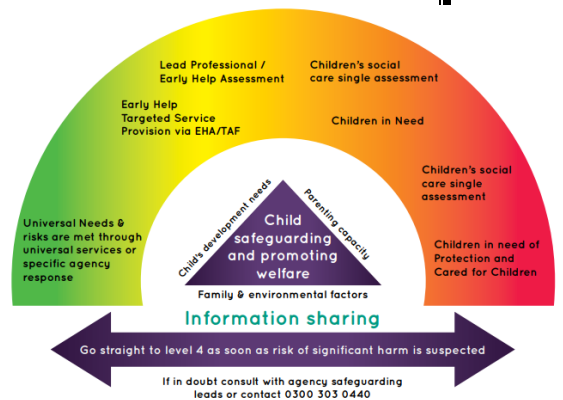 Lead Professional /
Early Help Assessment
Children's social
care single assessment
Early Help
Targeted Service
Provision via EHA/TAF
Children in Need
Children's social
care single
assessment
Universal Needs &
risks are met through
universal services or
specific agency
response
Children in need of
Protection and
Cared for Children
Child's development needs
Parenting capacity
Child
safeguarding
and promoting
welfare
Family & environmental factors
Information sharing
Go straight to level 4 as soon as risk of significant harm is suspected
If in doubt consult with agency safeguarding
leads or contact 0300 303 0440